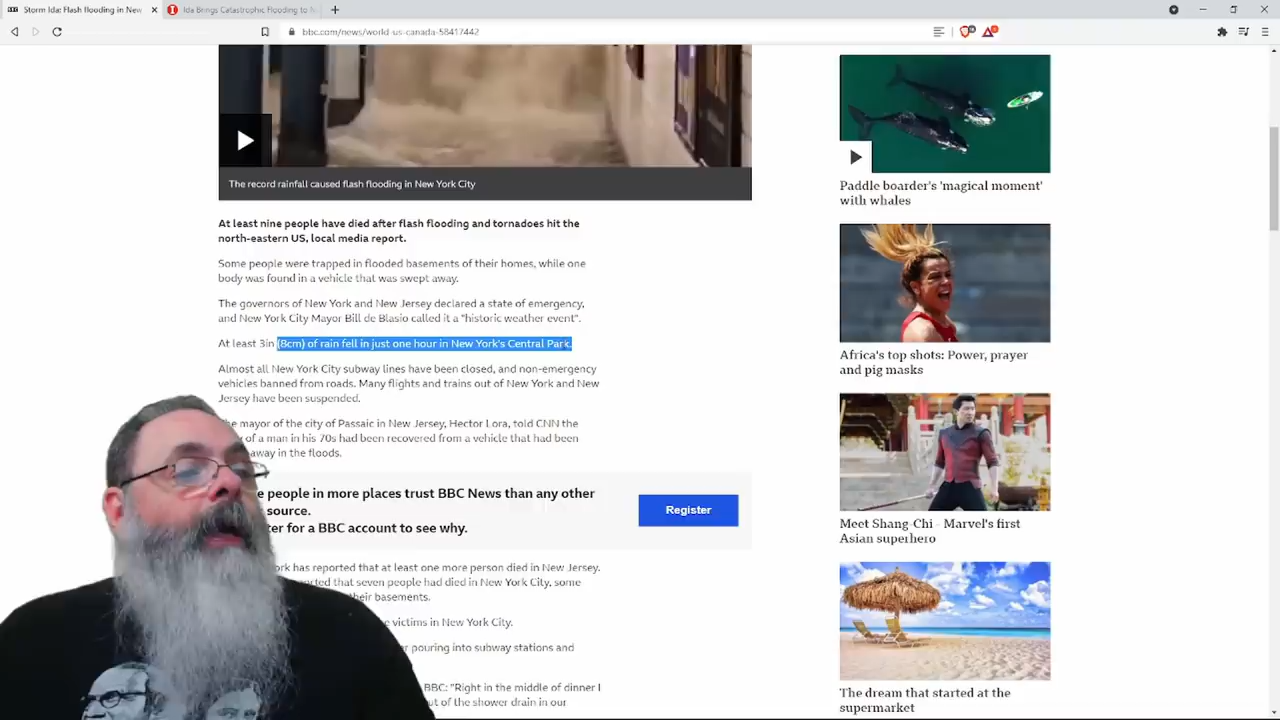 Storm Ida: Flash flooding in New
Ida Brings Catastrophic Flooding to N
bbc.com/news/world-us-canada-58417442
The record rainfall caused flash flooding in New York City
At least nine people have died after flash flooding and tornadoes hit the
north-eastern US, local media report.
Some people were trapped in flooded basements of their homes, while one
body was found in a vehicle that was swept away.
The governors of New York and New Jersey declared a state of emergency,
and New York City Mayor Bill de Blasio called it a "historic weather event".
At least 3in (8cm) of rain fell in just one hour in New York's Central Park.
Almost all New York City subway lines have been closed, and non-emergency
vehicles banned from roads. Many flights and trains out of New York and New
Jersey have been suspended.
he mayor of the city of Passaic in New Jersey, Hector Lora, told CNN the
of a man in his 70s had been recovered from a vehicle that had been
away in the floods.
e people in more places trust BBC News than any other
source.
ter for a BBC account to see why.
Register
ork has reported that at least one more person died in New Jersey.
orted that seven people had died in New York City, some
their basements.
e victims in New York City.
er pouring into subway stations and
BBC: "Right in the middle of dinner I
ut of the shower drain in our
Paddle boarder's 'magical moment'
with whales
Africa's top shots: Power, prayer
and pig masks
Meet Shang-Chi - Marvel's first
Asian superhero
The dream that started at the
supermarket